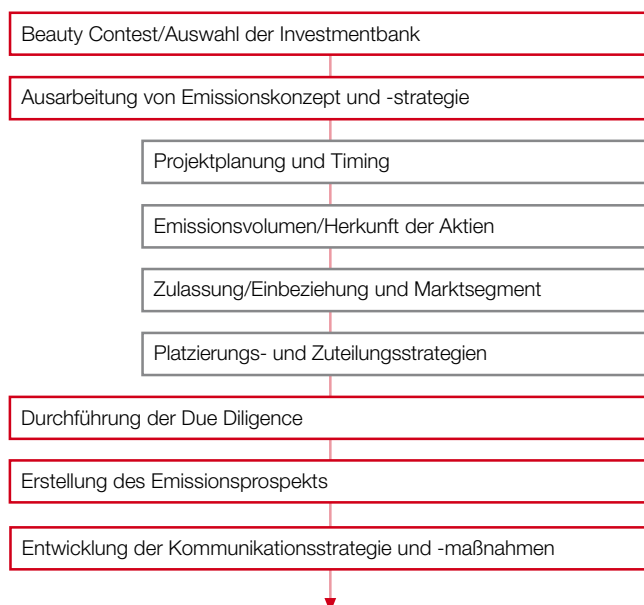 Beauty Contest/Auswahl der Investmentbank
Ausarbeitung von Emissionskonzept und -strategie
Projektplanung und Timing
Emissionsvolumen/Herkunft der Aktien
Zulassung/Einbeziehung und Marktsegment
Platzierungs- und Zuteilungsstrategien
Durchführung der Due Diligence
Erstellung des Emissionsprospekts
Entwicklung der Kommunikationsstrategie und -maßnahmen